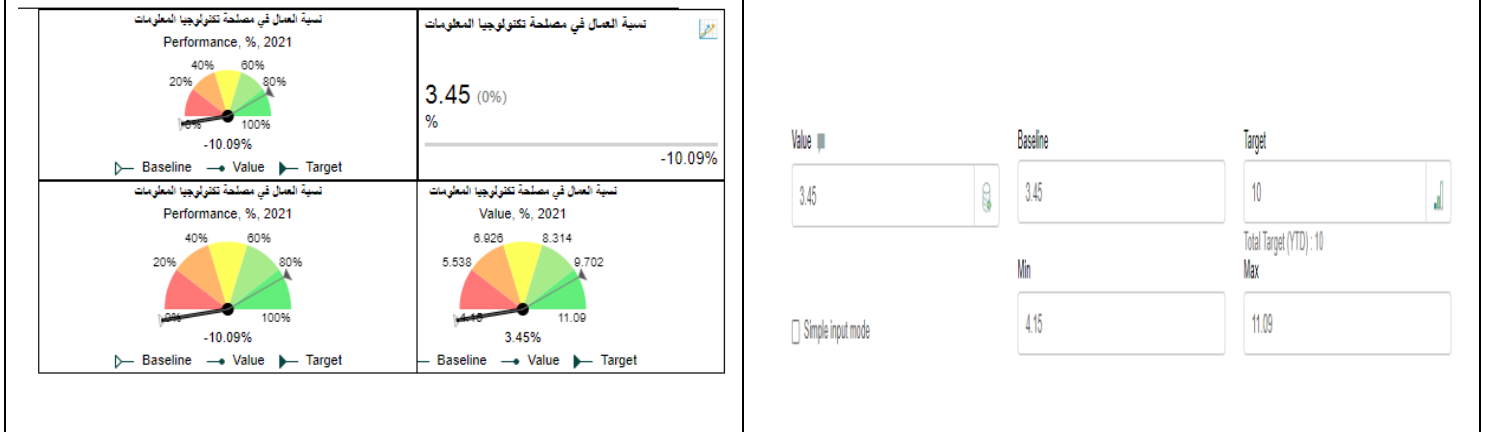 نسبة العمال في مصلحة تكنولوجيا المعلومات
Performance, %, 2021
40% 60%
20% 80%
0% 100%
-10.09%
Baseline Value Target
نسبة العمال في مصلحة تكنولوجيا المعلومات
3.45 (0%)
%
-10.09%
نسبة العمال في مصلحة تكنولوجيا المعلومات
Performance, %, 2021
40% 60%
20% 80%
0% 100%
-10.09%
Baseline Value Target
نسبة العمال في مصلحة تكنولوجيا المعلومات
Value, %, 2021
6.926 8.314
5.538 9.702
4.15 11.09
3.45%
Baseline Value Target
Value Baseline Target
3.45 3.45 10
Total Target (YTD) : 10
Min Max
Simple input mode 4.15 11.09